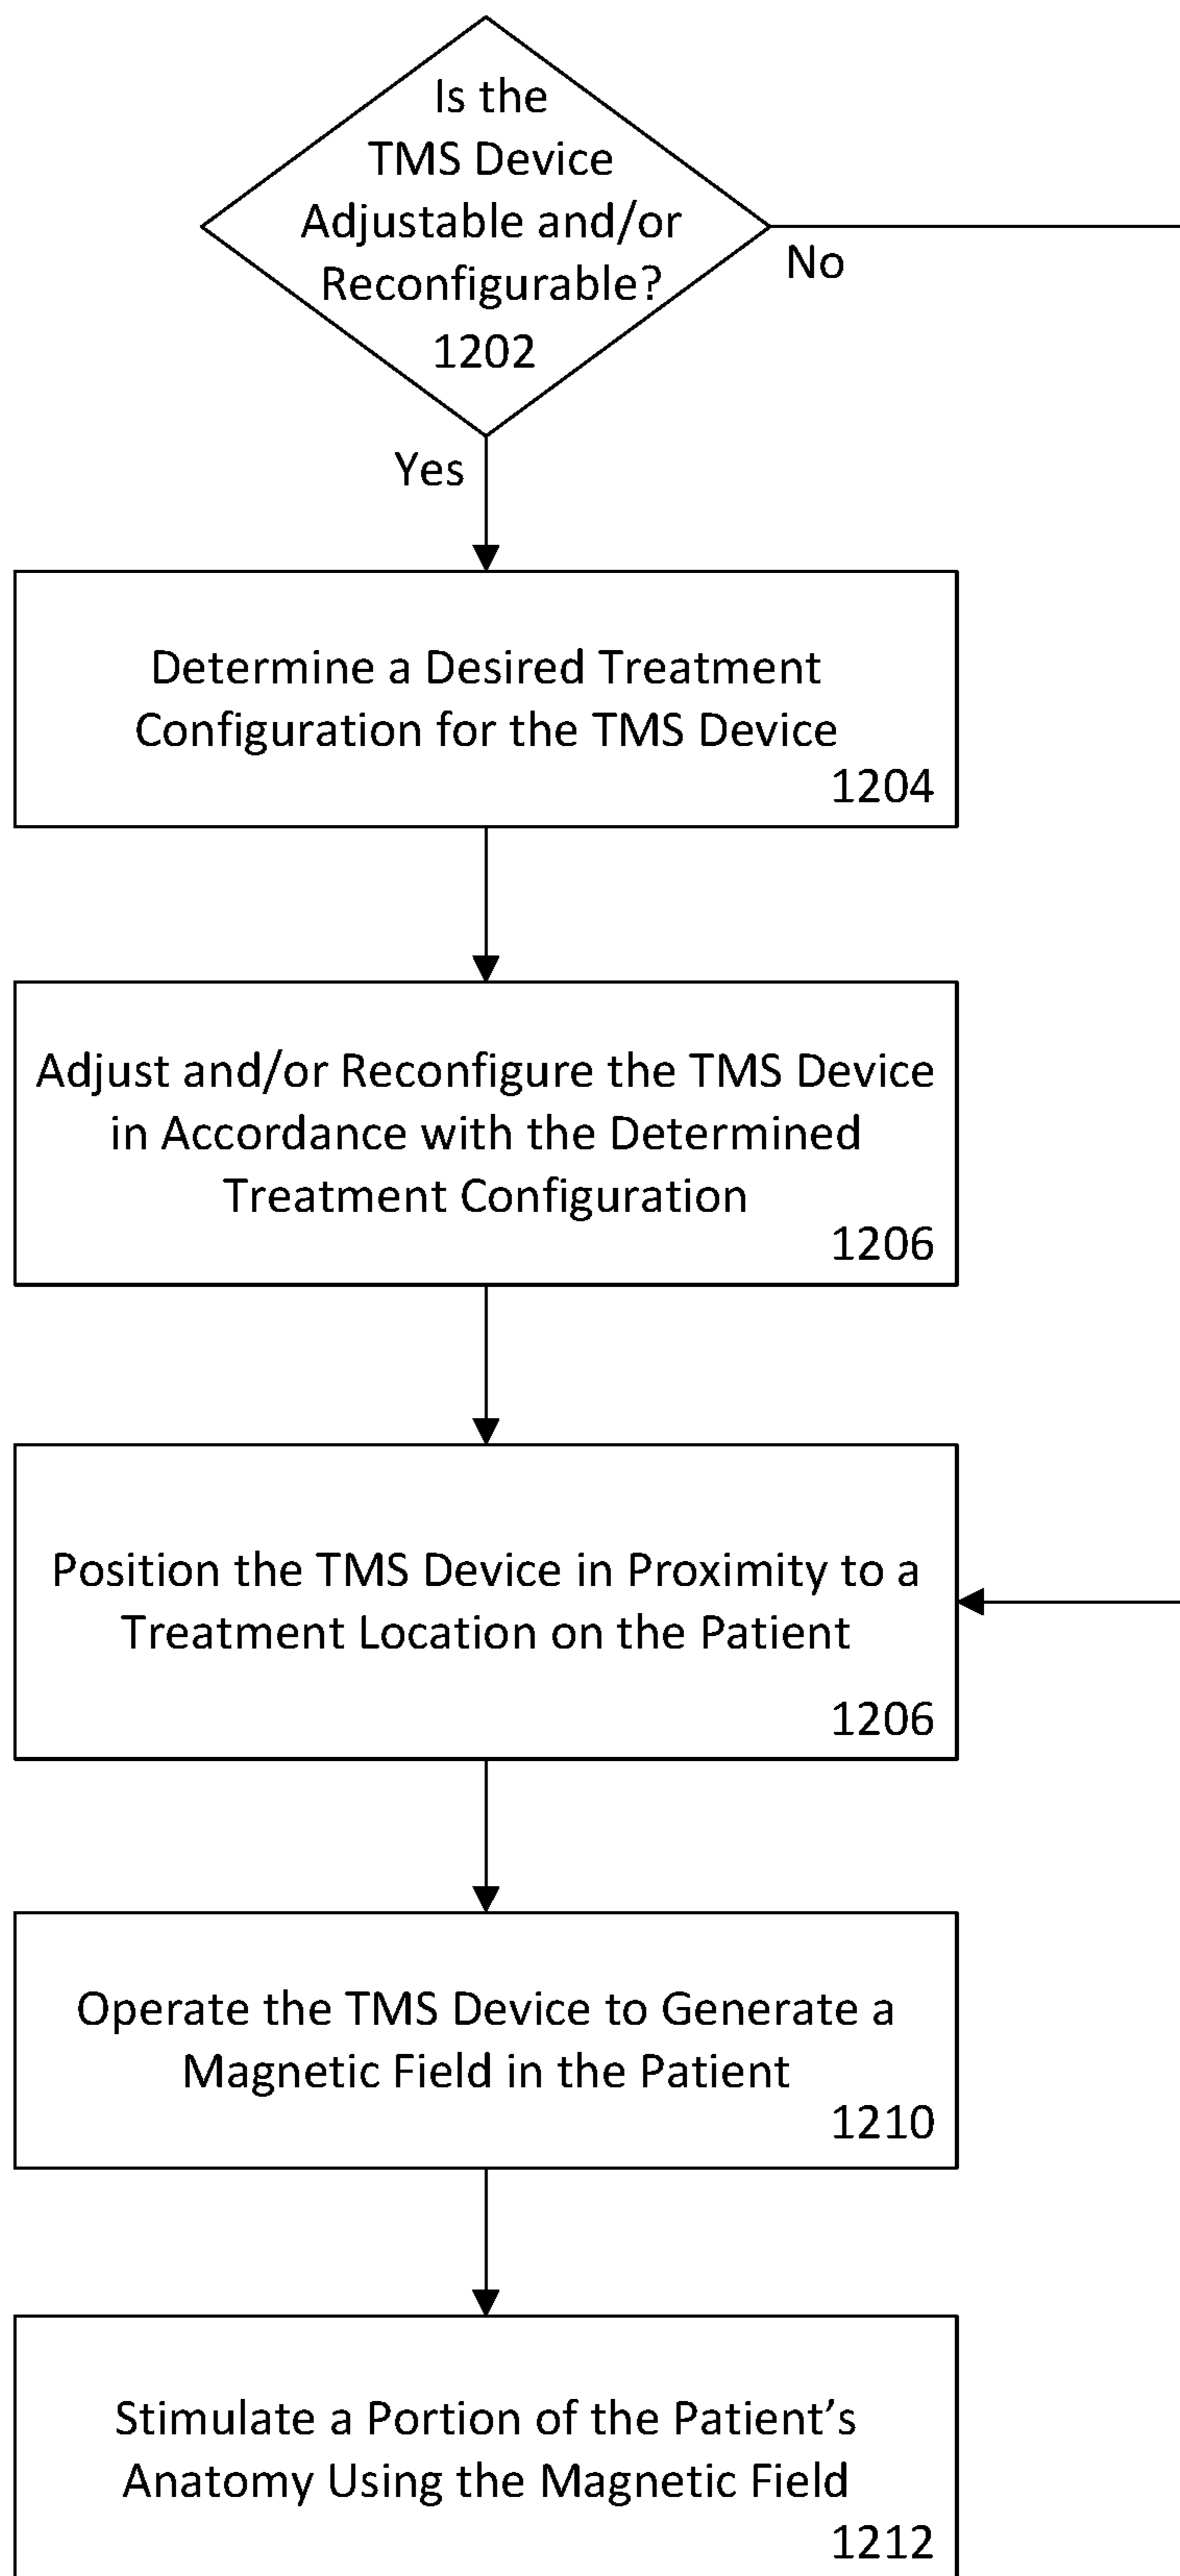 Is the
TMS Device
Adjustable and/or
Reconfigurable?
1202
No
Yes
Determine a Desired Treatment
Configuration for the TMS Device
1204
Adjust and/or Reconfigure the TMS Device
in Accordance with the Determined
Treatment Configuration
1206
Position the TMS Device in Proximity to a
Treatment Location on the Patient
1206
Operate the TMS Device to Generate a
Magnetic Field in the Patient
1210
Stimulate a Portion of the Patient’s
Anatomy Using the Magnetic Field
1212